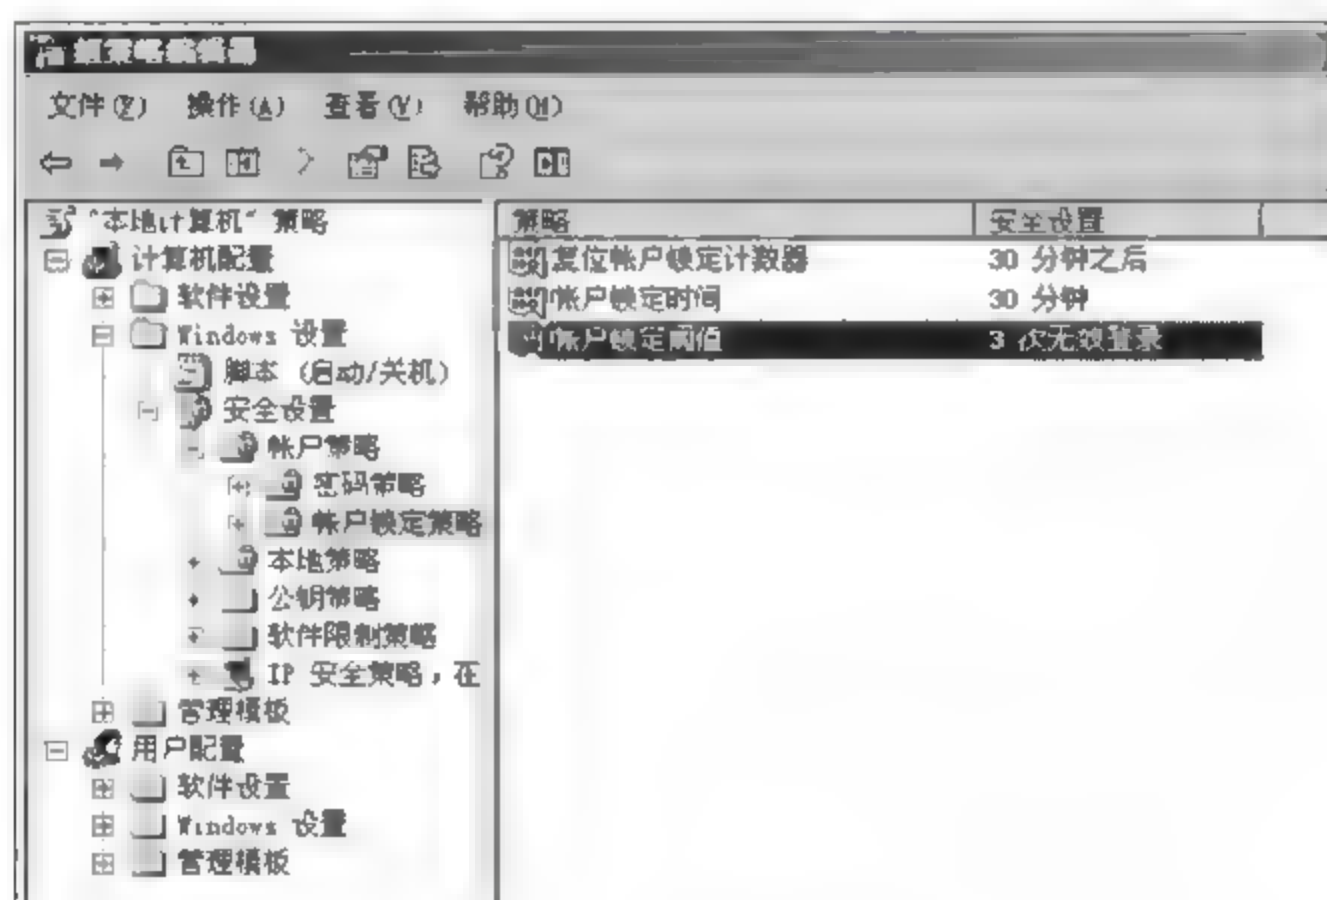 组策略编辑器
文件(F) 操作(A) 查看(V) 帮助(H)
"本地计算机" 策略
计算机配置
软件设置
Windows 设置
脚本 (启动/关机)
安全设置
帐户策略
密码策略
帐户锁定策略
本地策略
公钥策略
软件限制策略
IP 安全策略，在
管理模板
用户配置
软件设置
Windows 设置
管理模板
策略 安全设置
复位帐户锁定计数器 30 分钟之后
帐户锁定时间 30 分钟
帐户锁定阈值 3 次无效登录